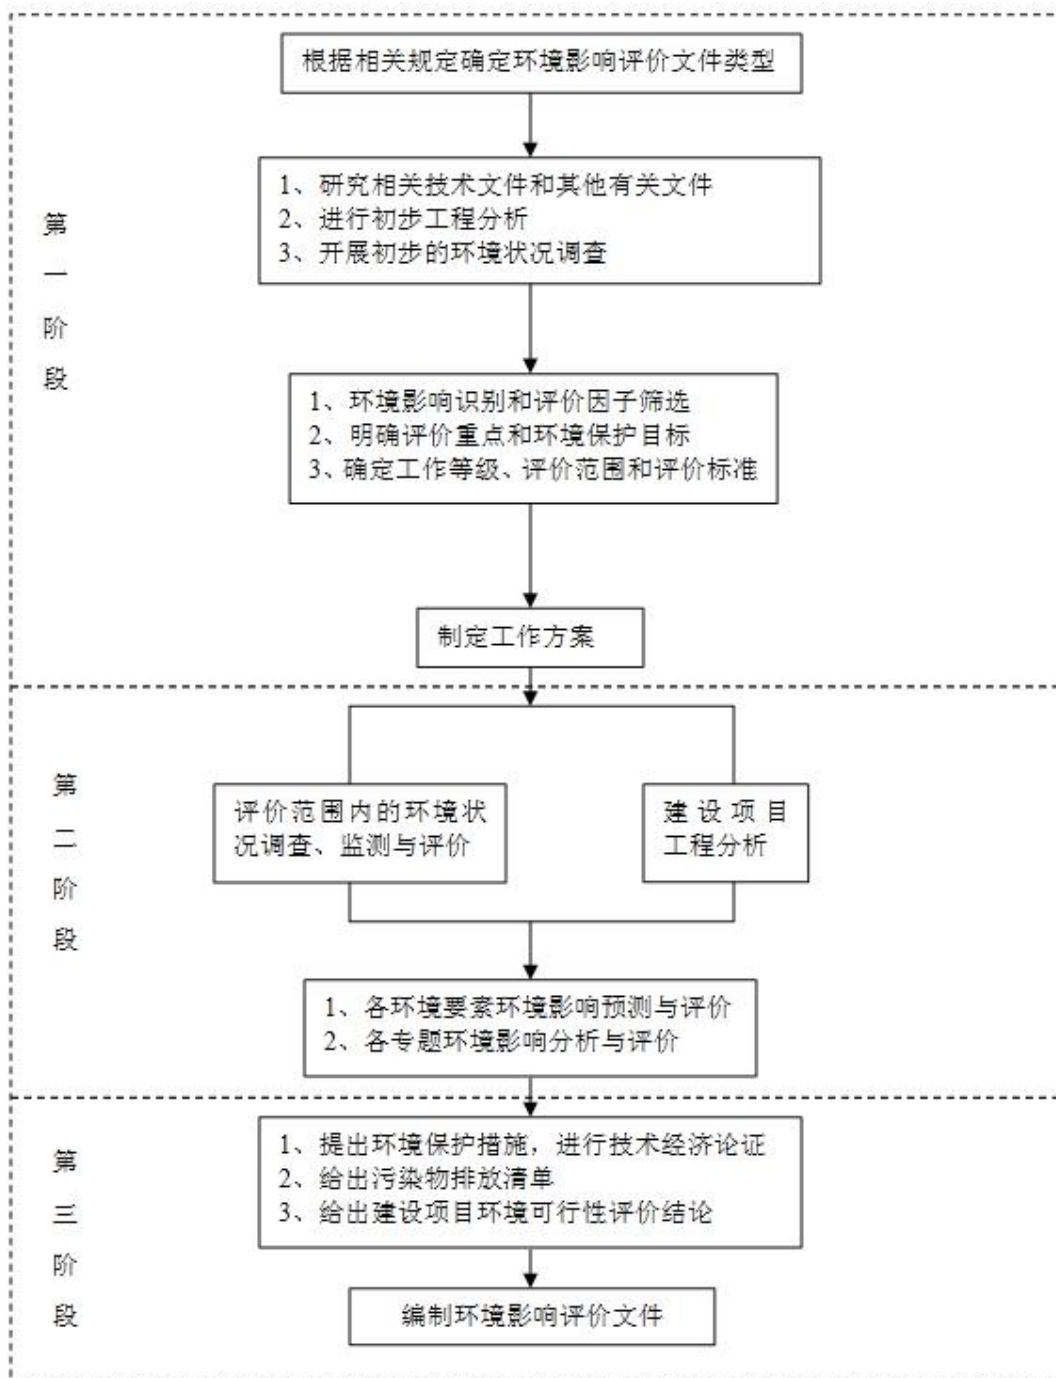 根据相关规定确定环境影响评价文件类型
1、研究相关技术文件和其他有关文件
2、进行初步工程分析
3、开展初步的环境状况调查
第一阶段
1、环境影响识别和评价因子筛选
2、明确评价重点和环境保护目标
3、确定工作等级、评价范围和评价标准
制定工作方案
第二阶段
评价范围内的环境状
况调查、监测与评价
建设项目
工程分析
1、各环境要素环境影响预测与评价
2、各专题环境影响分析与评价
第三阶段
1、提出环境保护措施，进行技术经济论证
2、给出污染物排放清单
3、给出建设项目环境可行性评价结论
编制环境影响评价文件